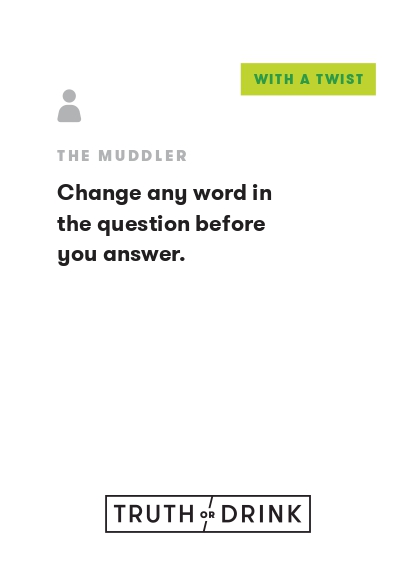 WITH A TWIST
THE MUDDLER
Change any word in
the question before
you answer.
TRUTH OR DRINK